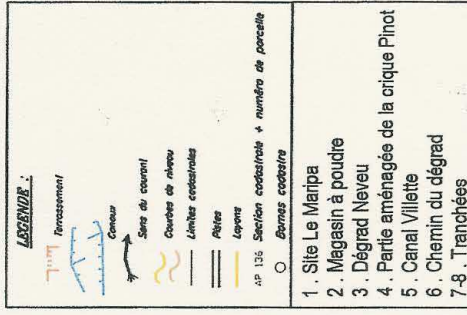 LEGENDE :
Terrassement
Canaux
Sens du courant
Courbes de niveau
Limites cadastrales
Pistes
Layons
AP 136 Section cadastrale + numéro de parcelle
Bornes cadastre
1. Site Le Maripa
2. Magasin à poudre
3. Dégrad Neveu
4. Partie aménagée de la crique Pinot
5. Canal Villette
6. Chemin du dégrad
7-8. Tranchées